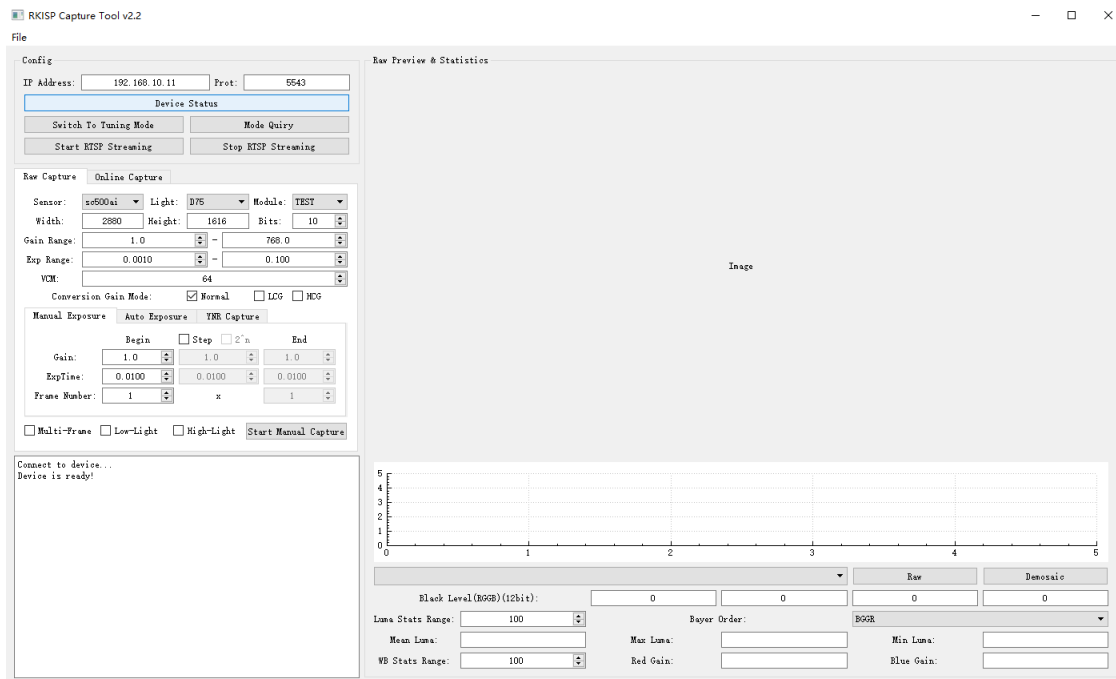 RKISP Capture Tool v2.2
File
Config
IP Address: 192.168.10.11 Prot: 5543
Device Status
Switch To Tuning Mode Mode Quiry
Start RTSP Streaming Stop RTSP Streaming
Raw Capture Online Capture
Sensor: sc500ai Light: D75 Module: TEST
Width: 2880 Height: 1616 Bits: 10
Gain Range: 1.0 - 768.0
Exp Range: 0.0010 - 0.100
VCM: 64
Conversion Gain Mode: Normal LCG HCG
Manual Exposure Auto Exposure YNR Capture
Begin Step 2^n End
Gain: 1.0 1.0 1.0
ExpTime: 0.0100 0.0100 0.0100
Frame Number: 1 x 1
Multi-Frame Low-Light High-Light Start Manual Capture
Connect to device...
Device is ready!
Raw Preview & Statistics
Image
5
4
3
2
1
0
0 1 2 3 4 5
Raw Demosaic
Black Level(RGGB)(12bit): 0 0 0 0
Luma Stats Range: 100 Bayer Order: BGGR
Mean Luma: Max Luma: Min Luma:
WB Stats Range: 100 Red Gain: Blue Gain: